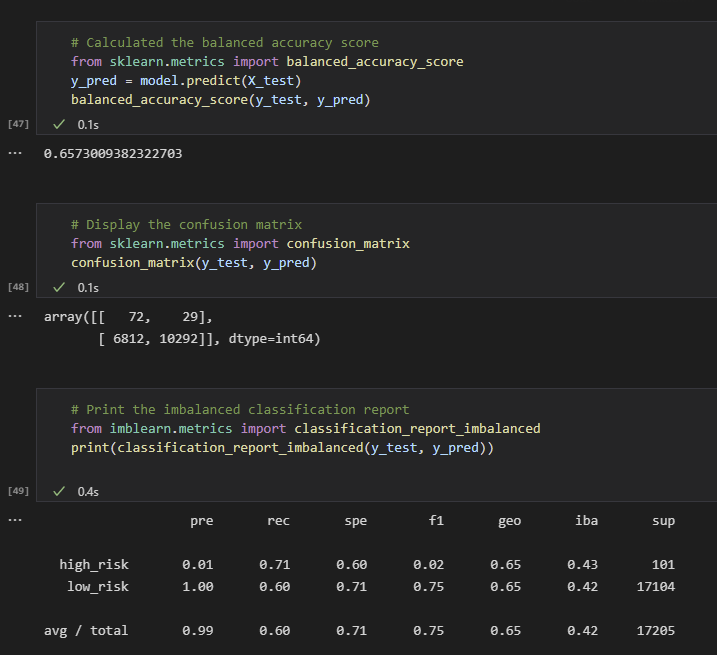 # Calculated the balanced accuracy score
from sklearn.metrics import balanced_accuracy_score
y_pred = model.predict(X_test)
balanced_accuracy_score(y_test, y_pred)
[47] ✓ 0.1s
... 0.6573009382322703
# Display the confusion matrix
from sklearn.metrics import confusion_matrix
confusion_matrix(y_test, y_pred)
[48] ✓ 0.1s
... array([[   72,    29],
       [ 6812, 10292]], dtype=int64)
# Print the imbalanced classification report
from imblearn.metrics import classification_report_imbalanced
print(classification_report_imbalanced(y_test, y_pred))
[49] ✓ 0.4s
... pre rec spe f1 geo iba sup
high_risk 0.01 0.71 0.60 0.02 0.65 0.43 101
low_risk 1.00 0.60 0.71 0.75 0.65 0.42 17104
avg / total 0.99 0.60 0.71 0.75 0.65 0.42 17205